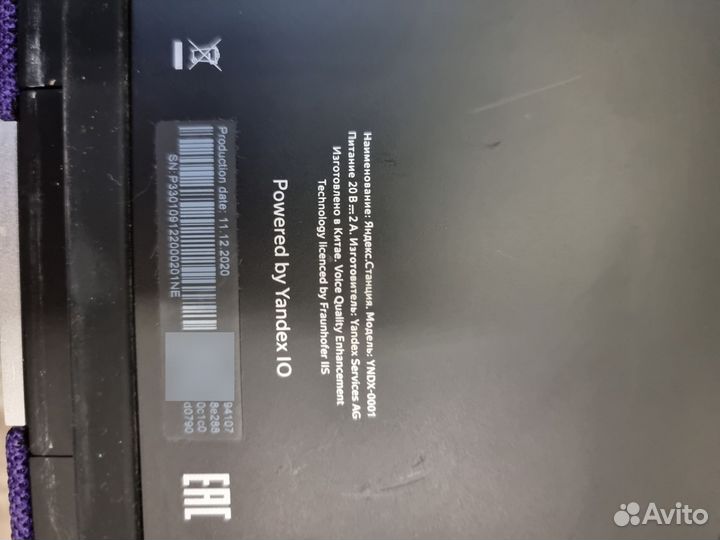 Наименование: Яндекс.Станция. Модель: YNDX-0001
Питание 20 В ⎓ 2 А. Изготовитель: Yandex Services AG
Изготовлено в Китае. Voice Quality Enhancement
Technology licenced by Fraunhofer IIS
Powered by Yandex IO
Production date: 11.12 2020
SN:P330109122000201NE
94107
8e288
0c1c0
d0790
EAC
Avito